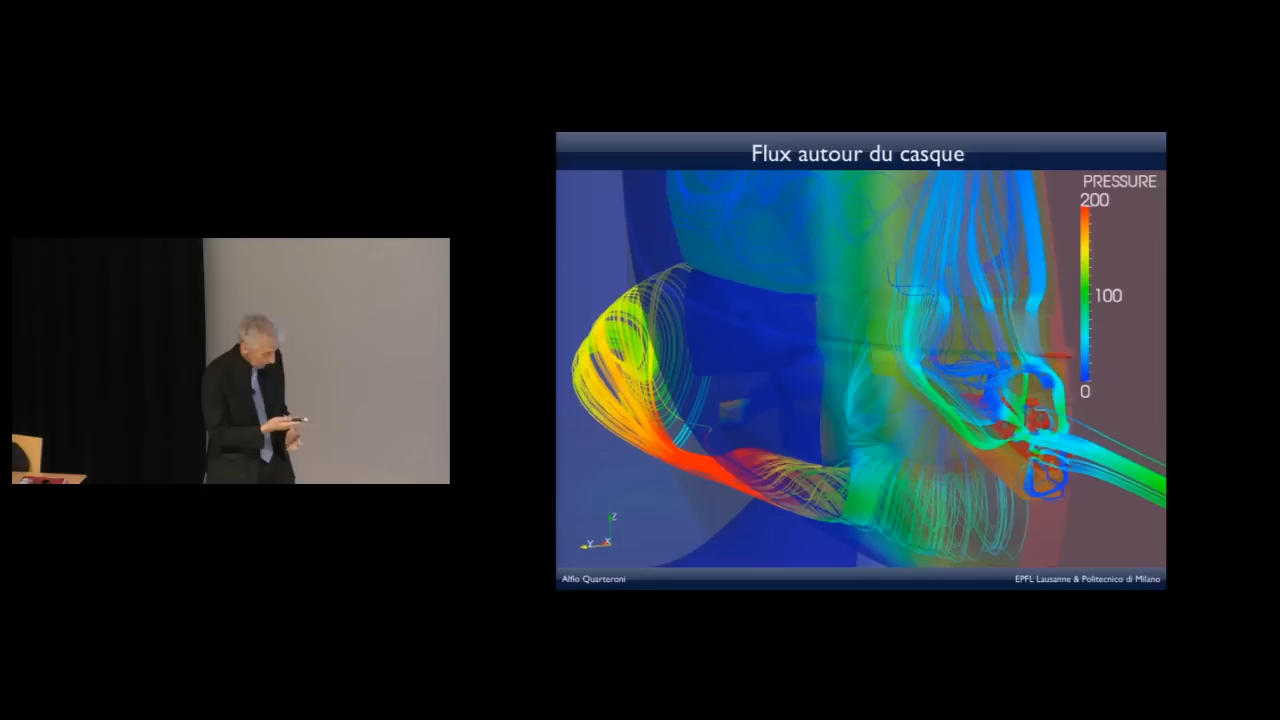 Flux autour du casque
PRESSURE
200
100
0
Z
Y
X
Alfio Quarteroni
EPFL Lausanne & Politecnico di Milano